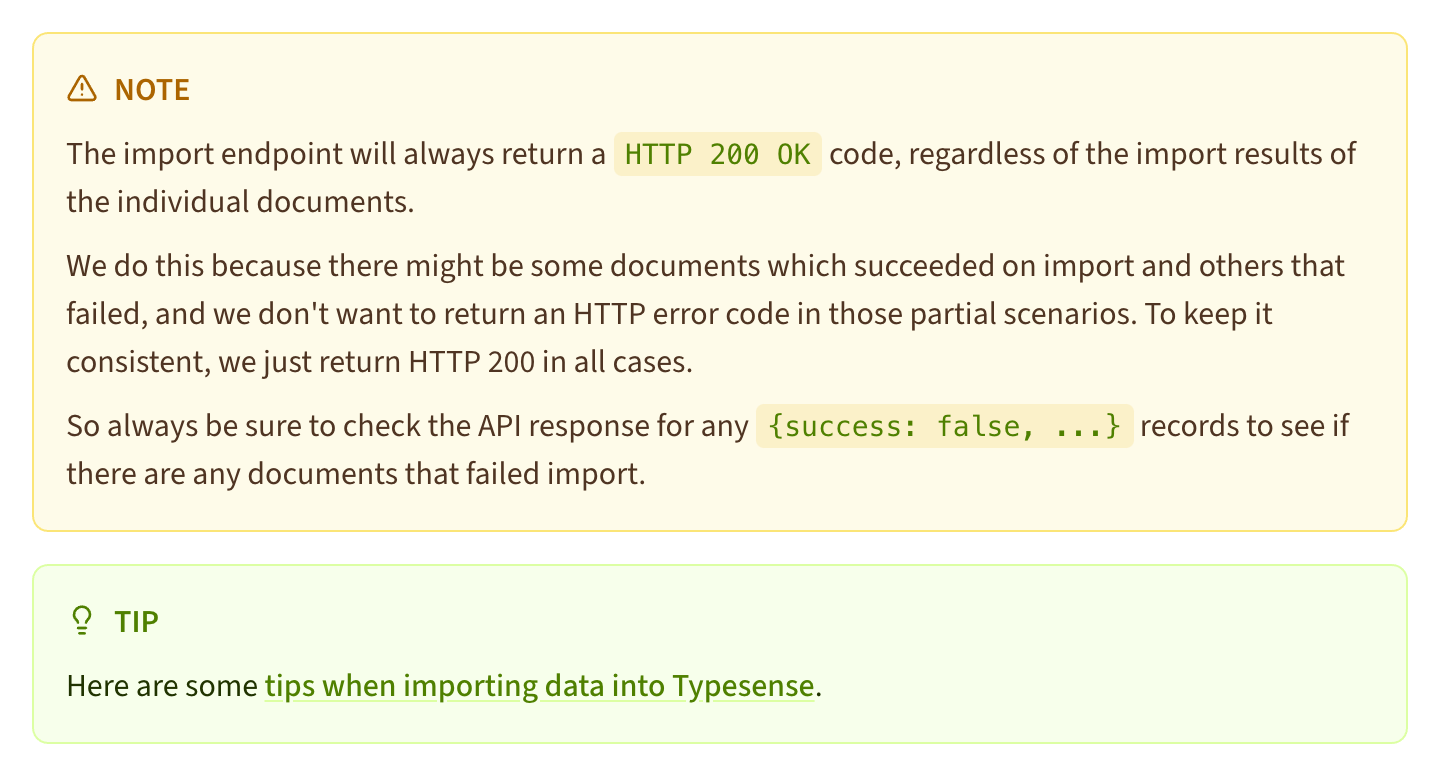 NOTE
The import endpoint will always return a HTTP 200 OK code, regardless of the import results of
the individual documents.
We do this because there might be some documents which succeeded on import and others that
failed, and we don't want to return an HTTP error code in those partial scenarios. To keep it
consistent, we just return HTTP 200 in all cases.
So always be sure to check the API response for any {success: false, ...} records to see if
there are any documents that failed import.
TIP
Here are some tips when importing data into Typesense.